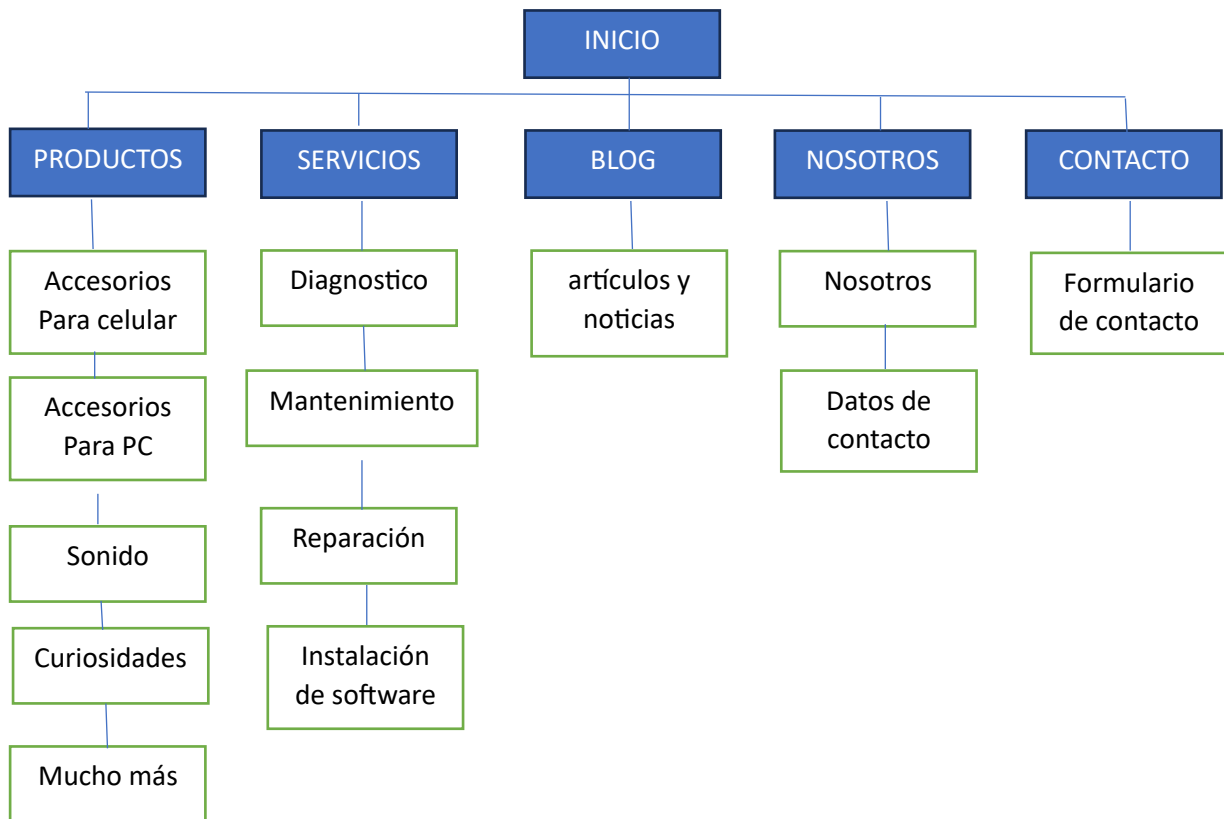 INICIO
PRODUCTOS
SERVICIOS
BLOG
NOSOTROS
CONTACTO
Accesorios
Para celular
Accesorios
Para PC
Sonido
Curiosidades
Mucho más
Diagnostico
Mantenimiento
Reparación
Instalación
de software
artículos y
noticias
Nosotros
Datos de
contacto
Formulario
de contacto